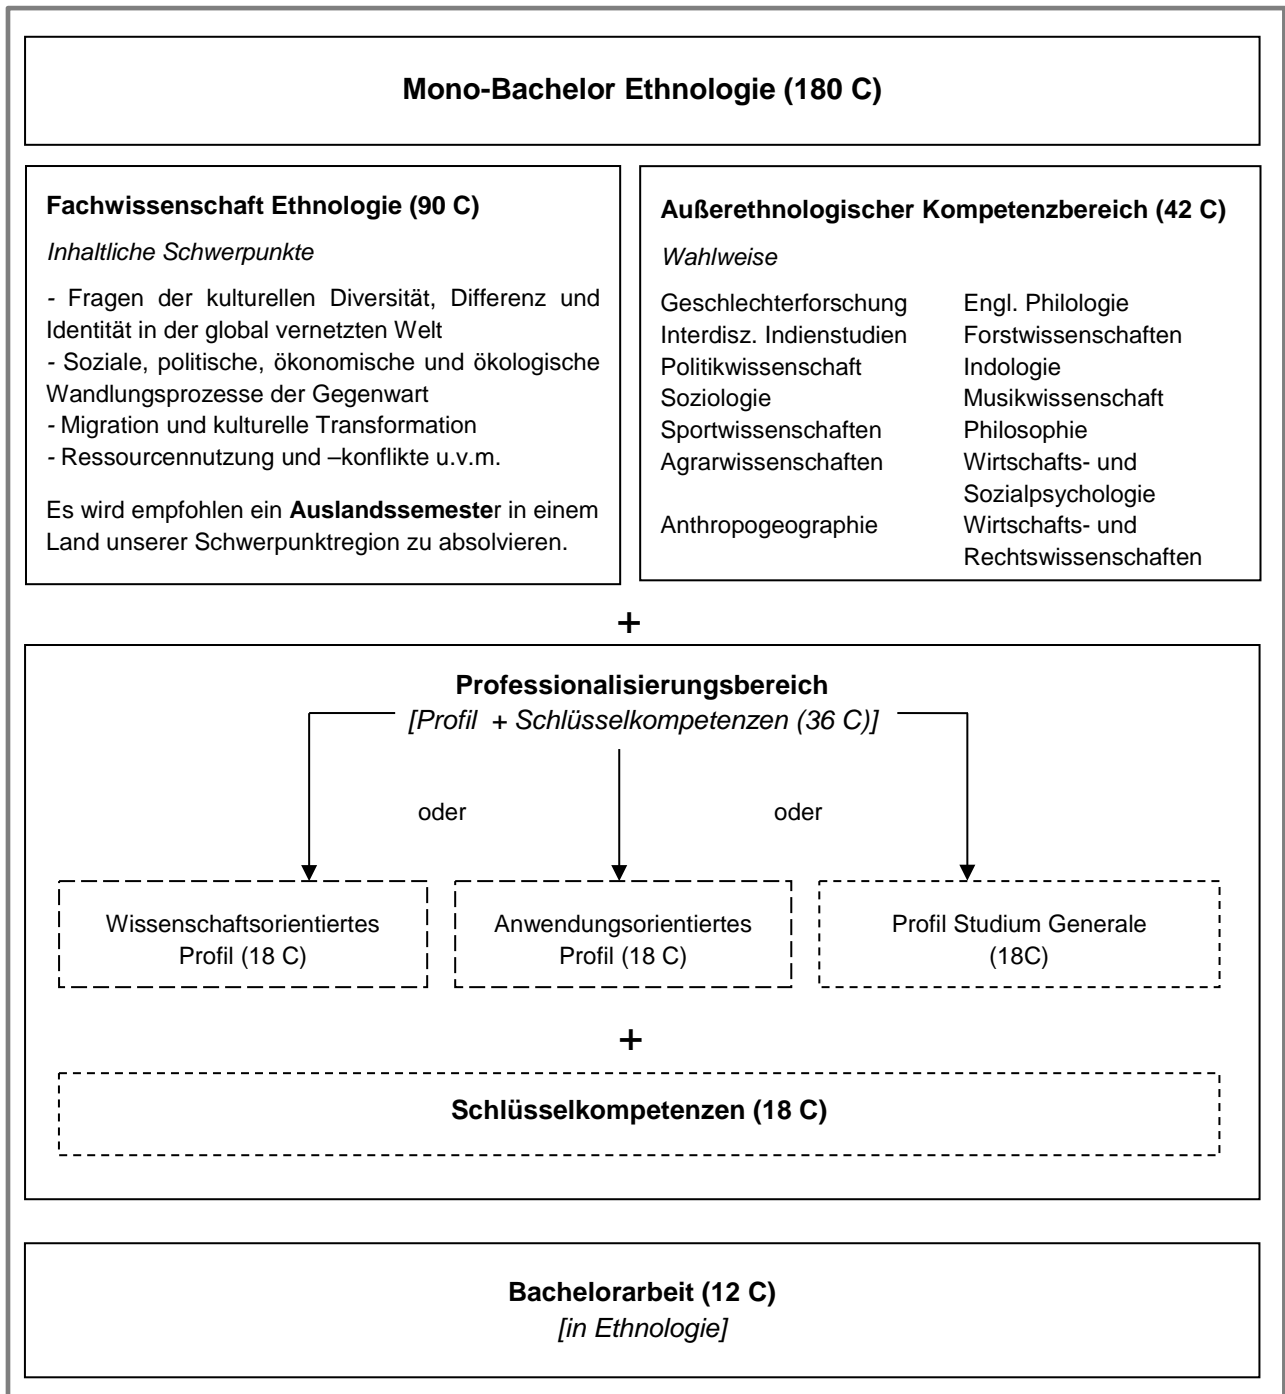 Mono-Bachelor Ethnologie (180 C)
Fachwissenschaft Ethnologie (90 C)
Inhaltliche Schwerpunkte
- Fragen der kulturellen Diversität, Differenz und
Identität in der global vernetzten Welt
- Soziale, politische, ökonomische und ökologische
Wandlungsprozesse der Gegenwart
- Migration und kulturelle Transformation
- Ressourcennutzung und –konflikte u.v.m.
Es wird empfohlen ein Auslandssemester in einem
Land unserer Schwerpunktregion zu absolvieren.
Außerethnologischer Kompetenzbereich (42 C)
Wahlweise
Geschlechterforschung Engl. Philologie
Interdisz. Indienstudien Forstwissenschaften
Politikwissenschaft Indologie
Soziologie Musikwissenschaft
Sportwissenschaften Philosophie
Agrarwissenschaften Wirtschafts- und
Sozialpsychologie
Anthropogeographie Wirtschafts- und
Rechtswissenschaften
+
Professionalisierungsbereich
[Profil + Schlüsselkompetenzen (36 C)]
oder oder
Wissenschaftsorientiertes
Profil (18 C)
Anwendungsorientiertes
Profil (18 C)
Profil Studium Generale
(18C)
+
Schlüsselkompetenzen (18 C)
Bachelorarbeit (12 C)
[in Ethnologie]